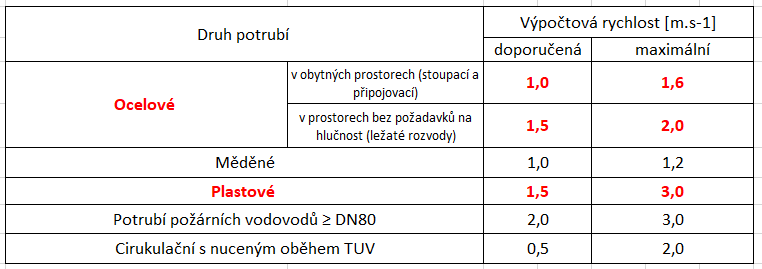 Druh potrubí
Výpočtová rychlost [m.s-1]
doporučená
maximální
Ocelové
v obytných prostorech (stoupací a
připojovací)
1,0
1,6
v prostorech bez požadavků na
hlučnost (ležaté rozvody)
1,5
2,0
Měděné
1,0
1,2
Plastové
1,5
3,0
Potrubí požárních vodovodů ≥ DN80
2,0
3,0
Cirukulační s nuceným oběhem TUV
0,5
2,0